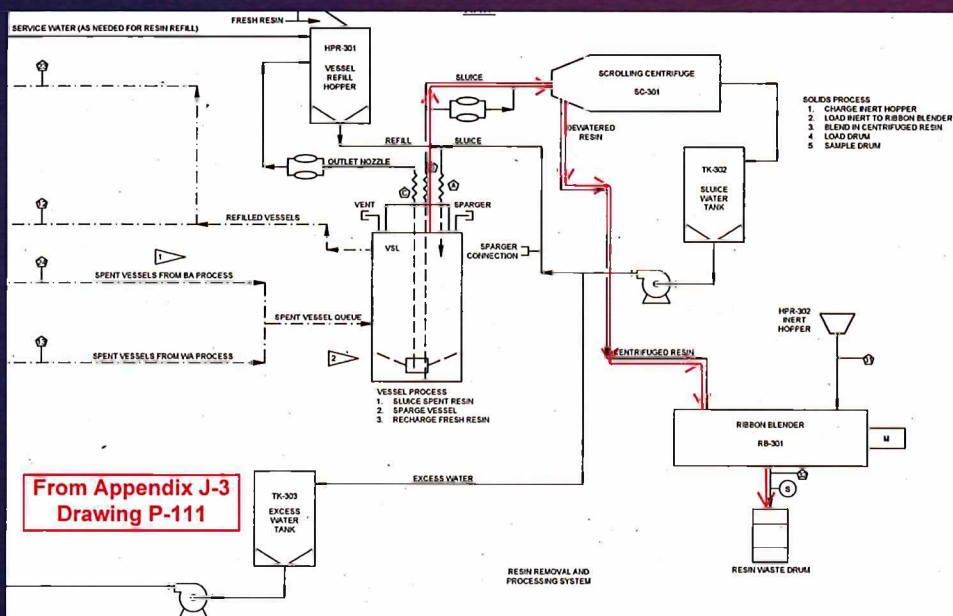 FRESH RESIN
SERVICE WATER (AS NEEDED FOR RESIN REFILL)
HPR-301
VESSEL
REFILL
HOPPER
SLUICE
SCROLLING CENTRIFUGE
SC-301
SOLIDS PROCESS
1. CHARGE INERT HOPPER
2. LOAD INERT TO RIBBON BLENDER
3. BLEND IN CENTRIFUGED RESIN
4. LOAD DRUM
5. SAMPLE DRUM
DEWATERED
RESIN
REFILL
SLUICE
OUTLET NOZZLE
TK-302
SLUICE
WATER
TANK
C
A
VENT
SPARGER
REFILLED VESSELS
VSL
SPARGER
CONNECTION
1
SPENT VESSELS FROM BA PROCESS
SPENT VESSEL QUEUE
HPR-302
INERT
HOPPER
SPENT VESSELS FROM WA PROCESS
2
CENTRIFUGED RESIN
VESSEL PROCESS
1. SLUICE SPENT RESIN
2. SPARGE VESSEL
3. RECHARGE FRESH RESIN
RIBBON BLENDER
RB-301
M
From Appendix J-3
Drawing P-111
TK-303
EXCESS
WATER
TANK
EXCESS WATER
S
RESIN REMOVAL AND
PROCESSING SYSTEM
RESIN WASTE DRUM